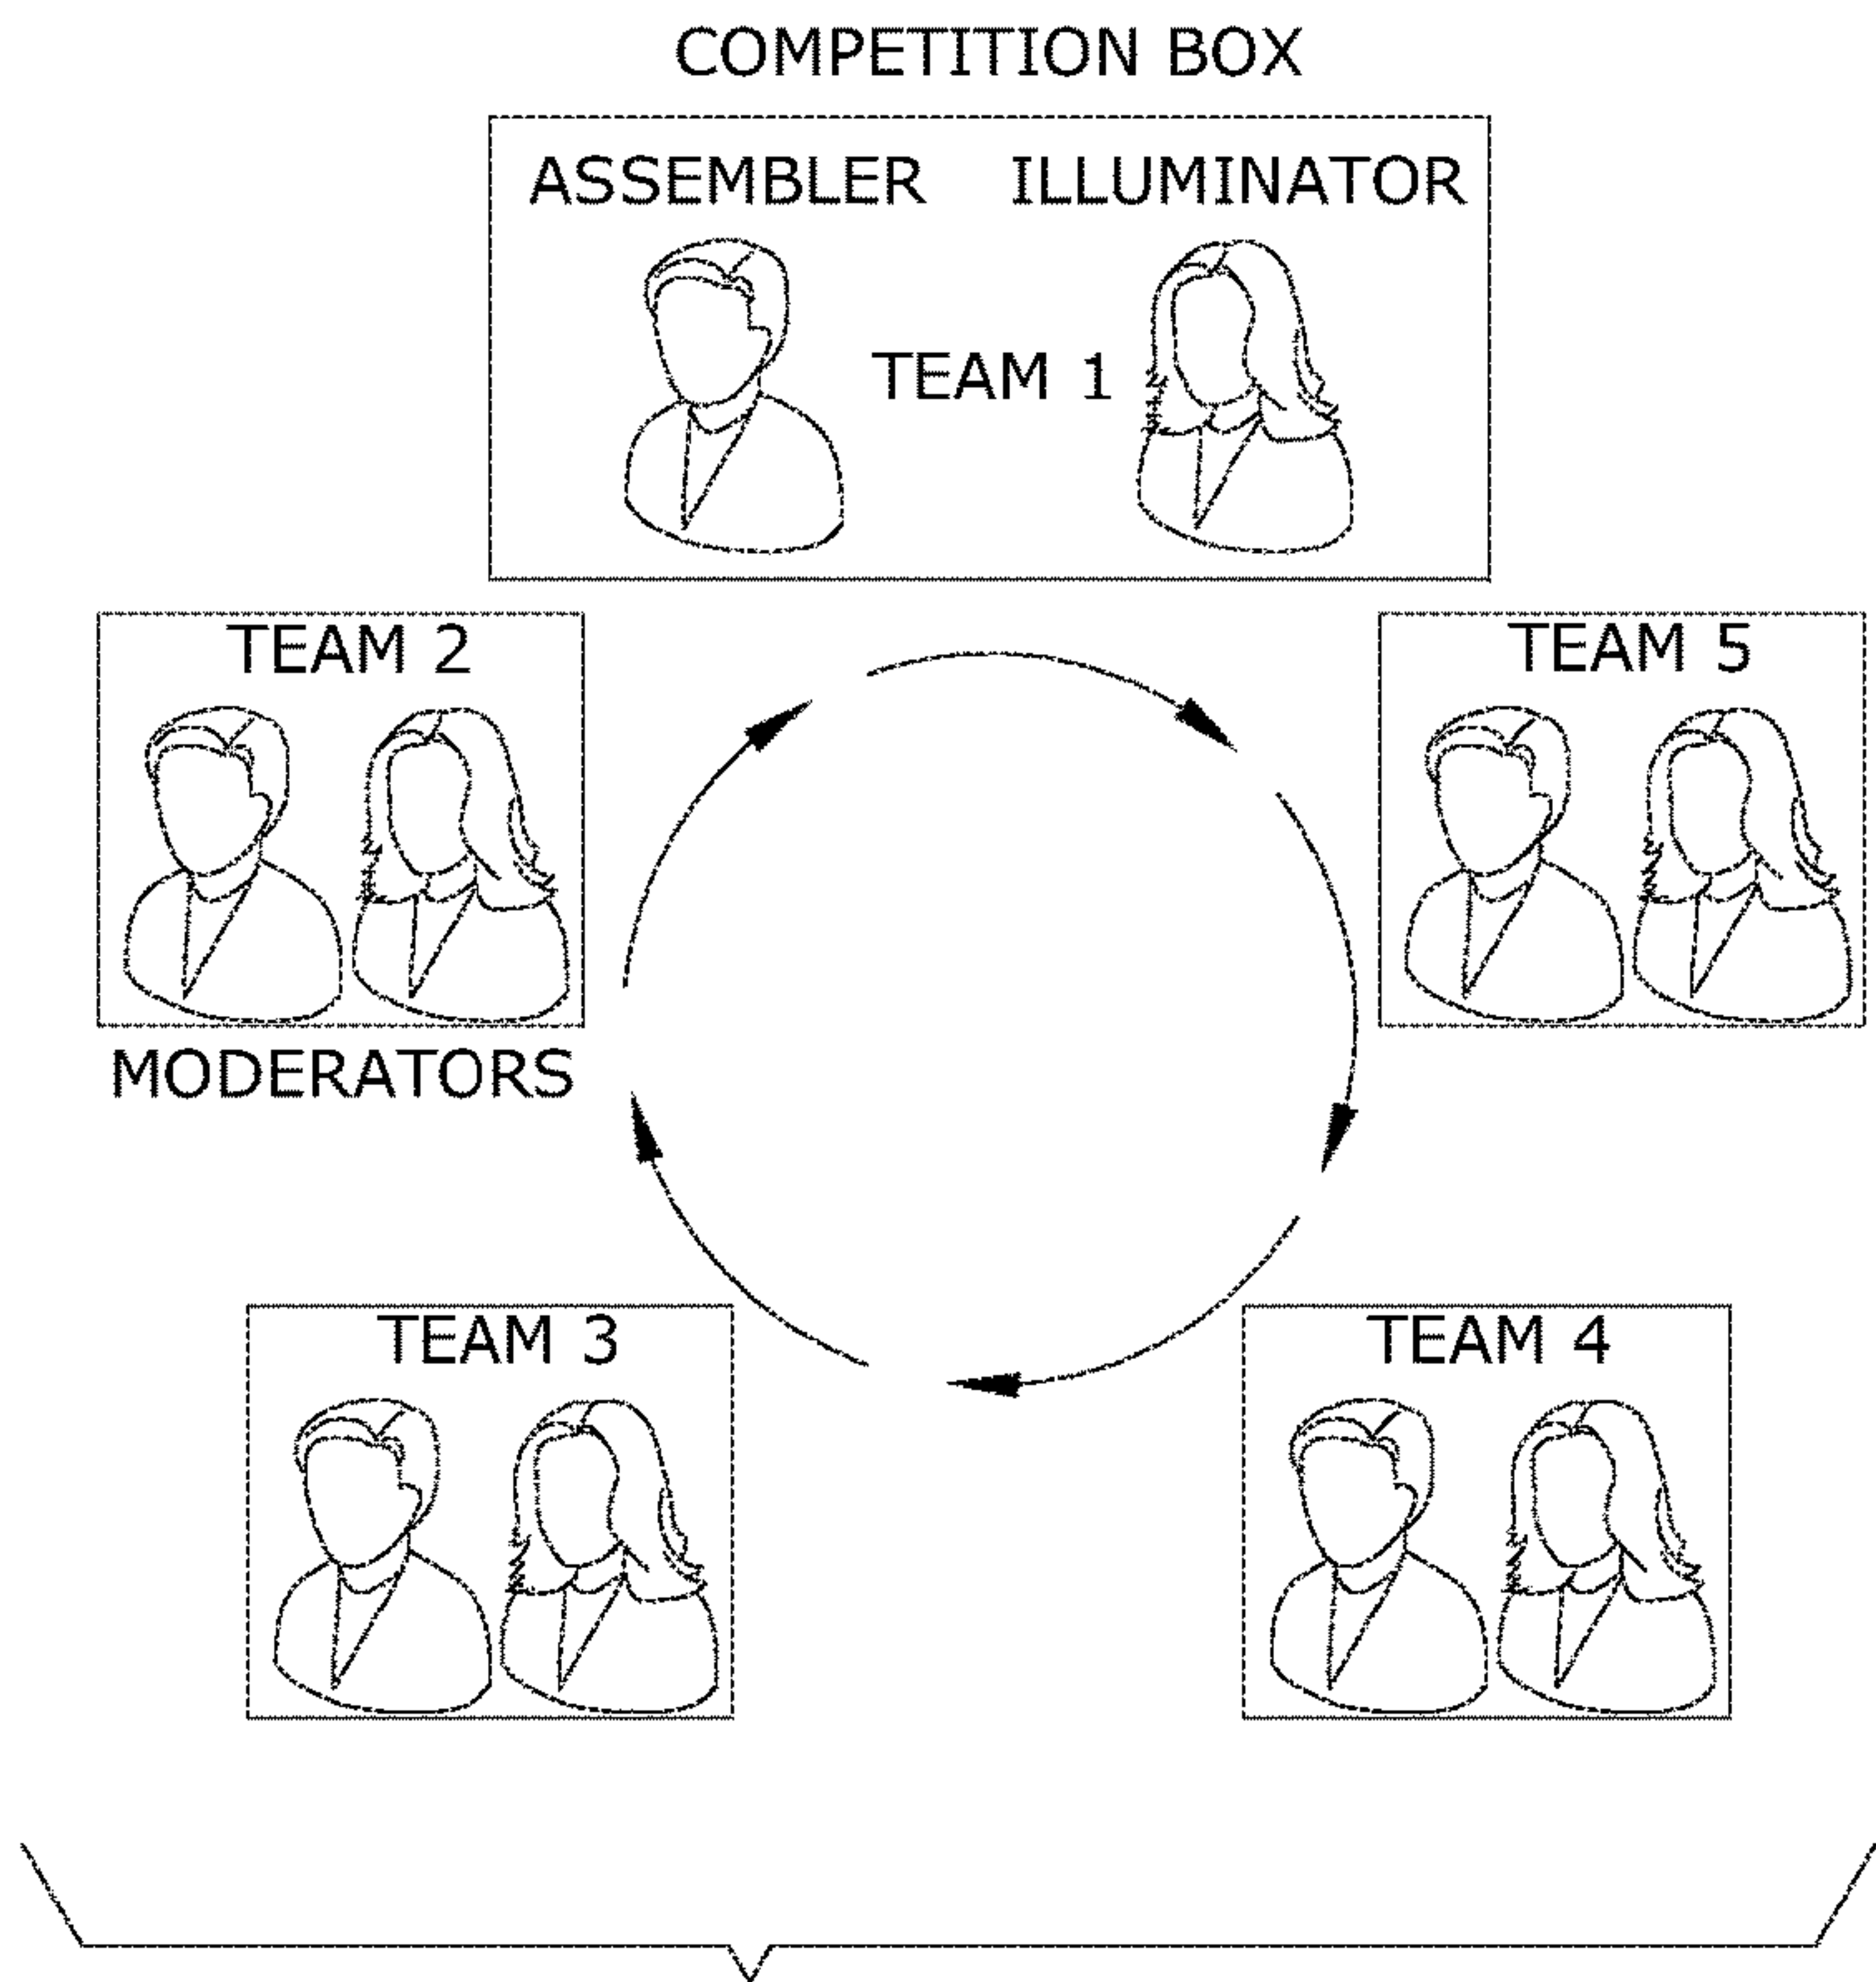 COMPETITION BOX
ASSEMBLER ILLUMINATOR
TEAM 1
TEAM 2
TEAM 5
MODERATORS
TEAM 3
TEAM 4